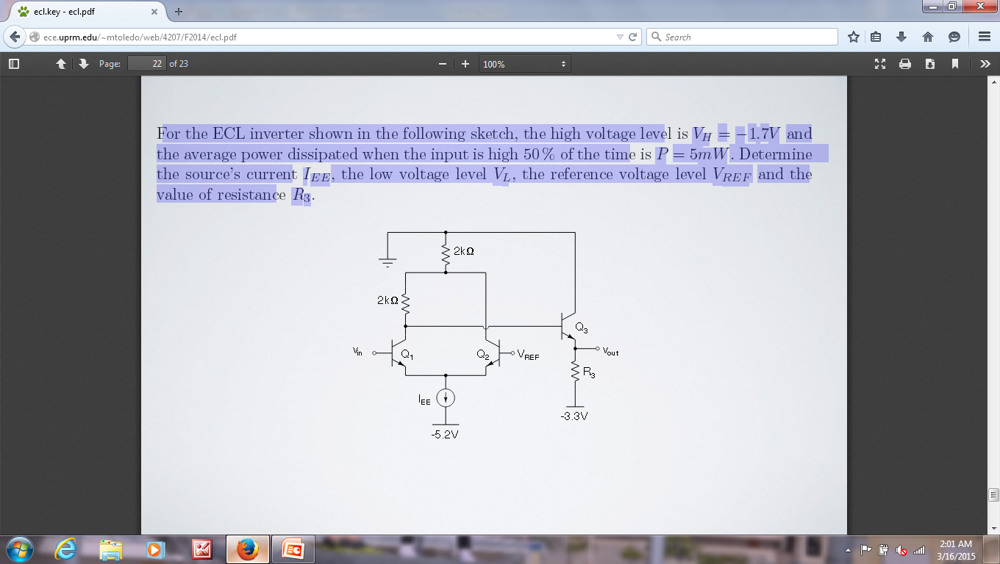 ecl.key - ecl.pdf
ece.uprm.edu/~mtoledo/web/4207/F2014/ecl.pdf
Search
Page: 22 of 23
100%
For the ECL inverter shown in the following sketch, the high voltage level is V_H = −1.7V and
the average power dissipated when the input is high 50% of the time is P = 5mW. Determine
the source's current I_EE, the low voltage level V_L, the reference voltage level V_REF and the
value of resistance R_3.
2kΩ
2kΩ
Q3
Vin
Q1
Q2
VREF
Vout
R3
IEE
-3.3V
-5.2V
2:01 AM
3/16/2015